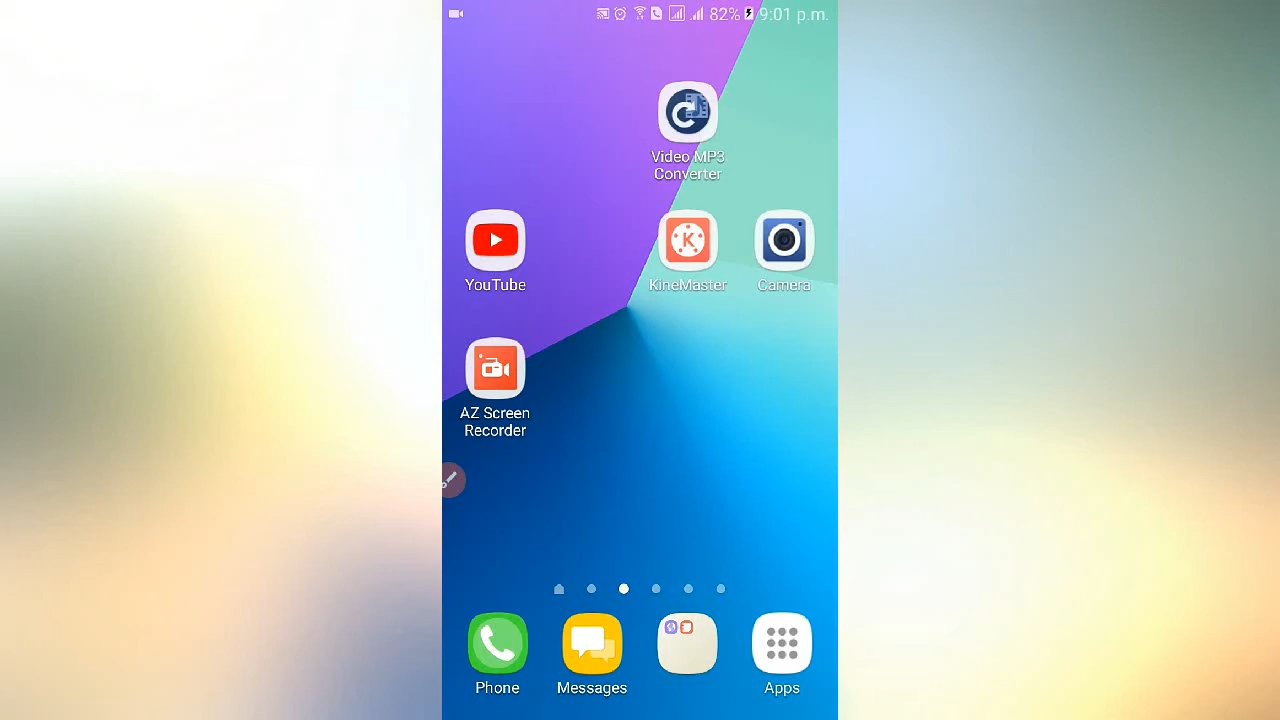 82% 9:01 p.m.
Video MP3
Converter
YouTube
K
KineMaster
Camera
AZ Screen
Recorder
Phone
Messages
Apps